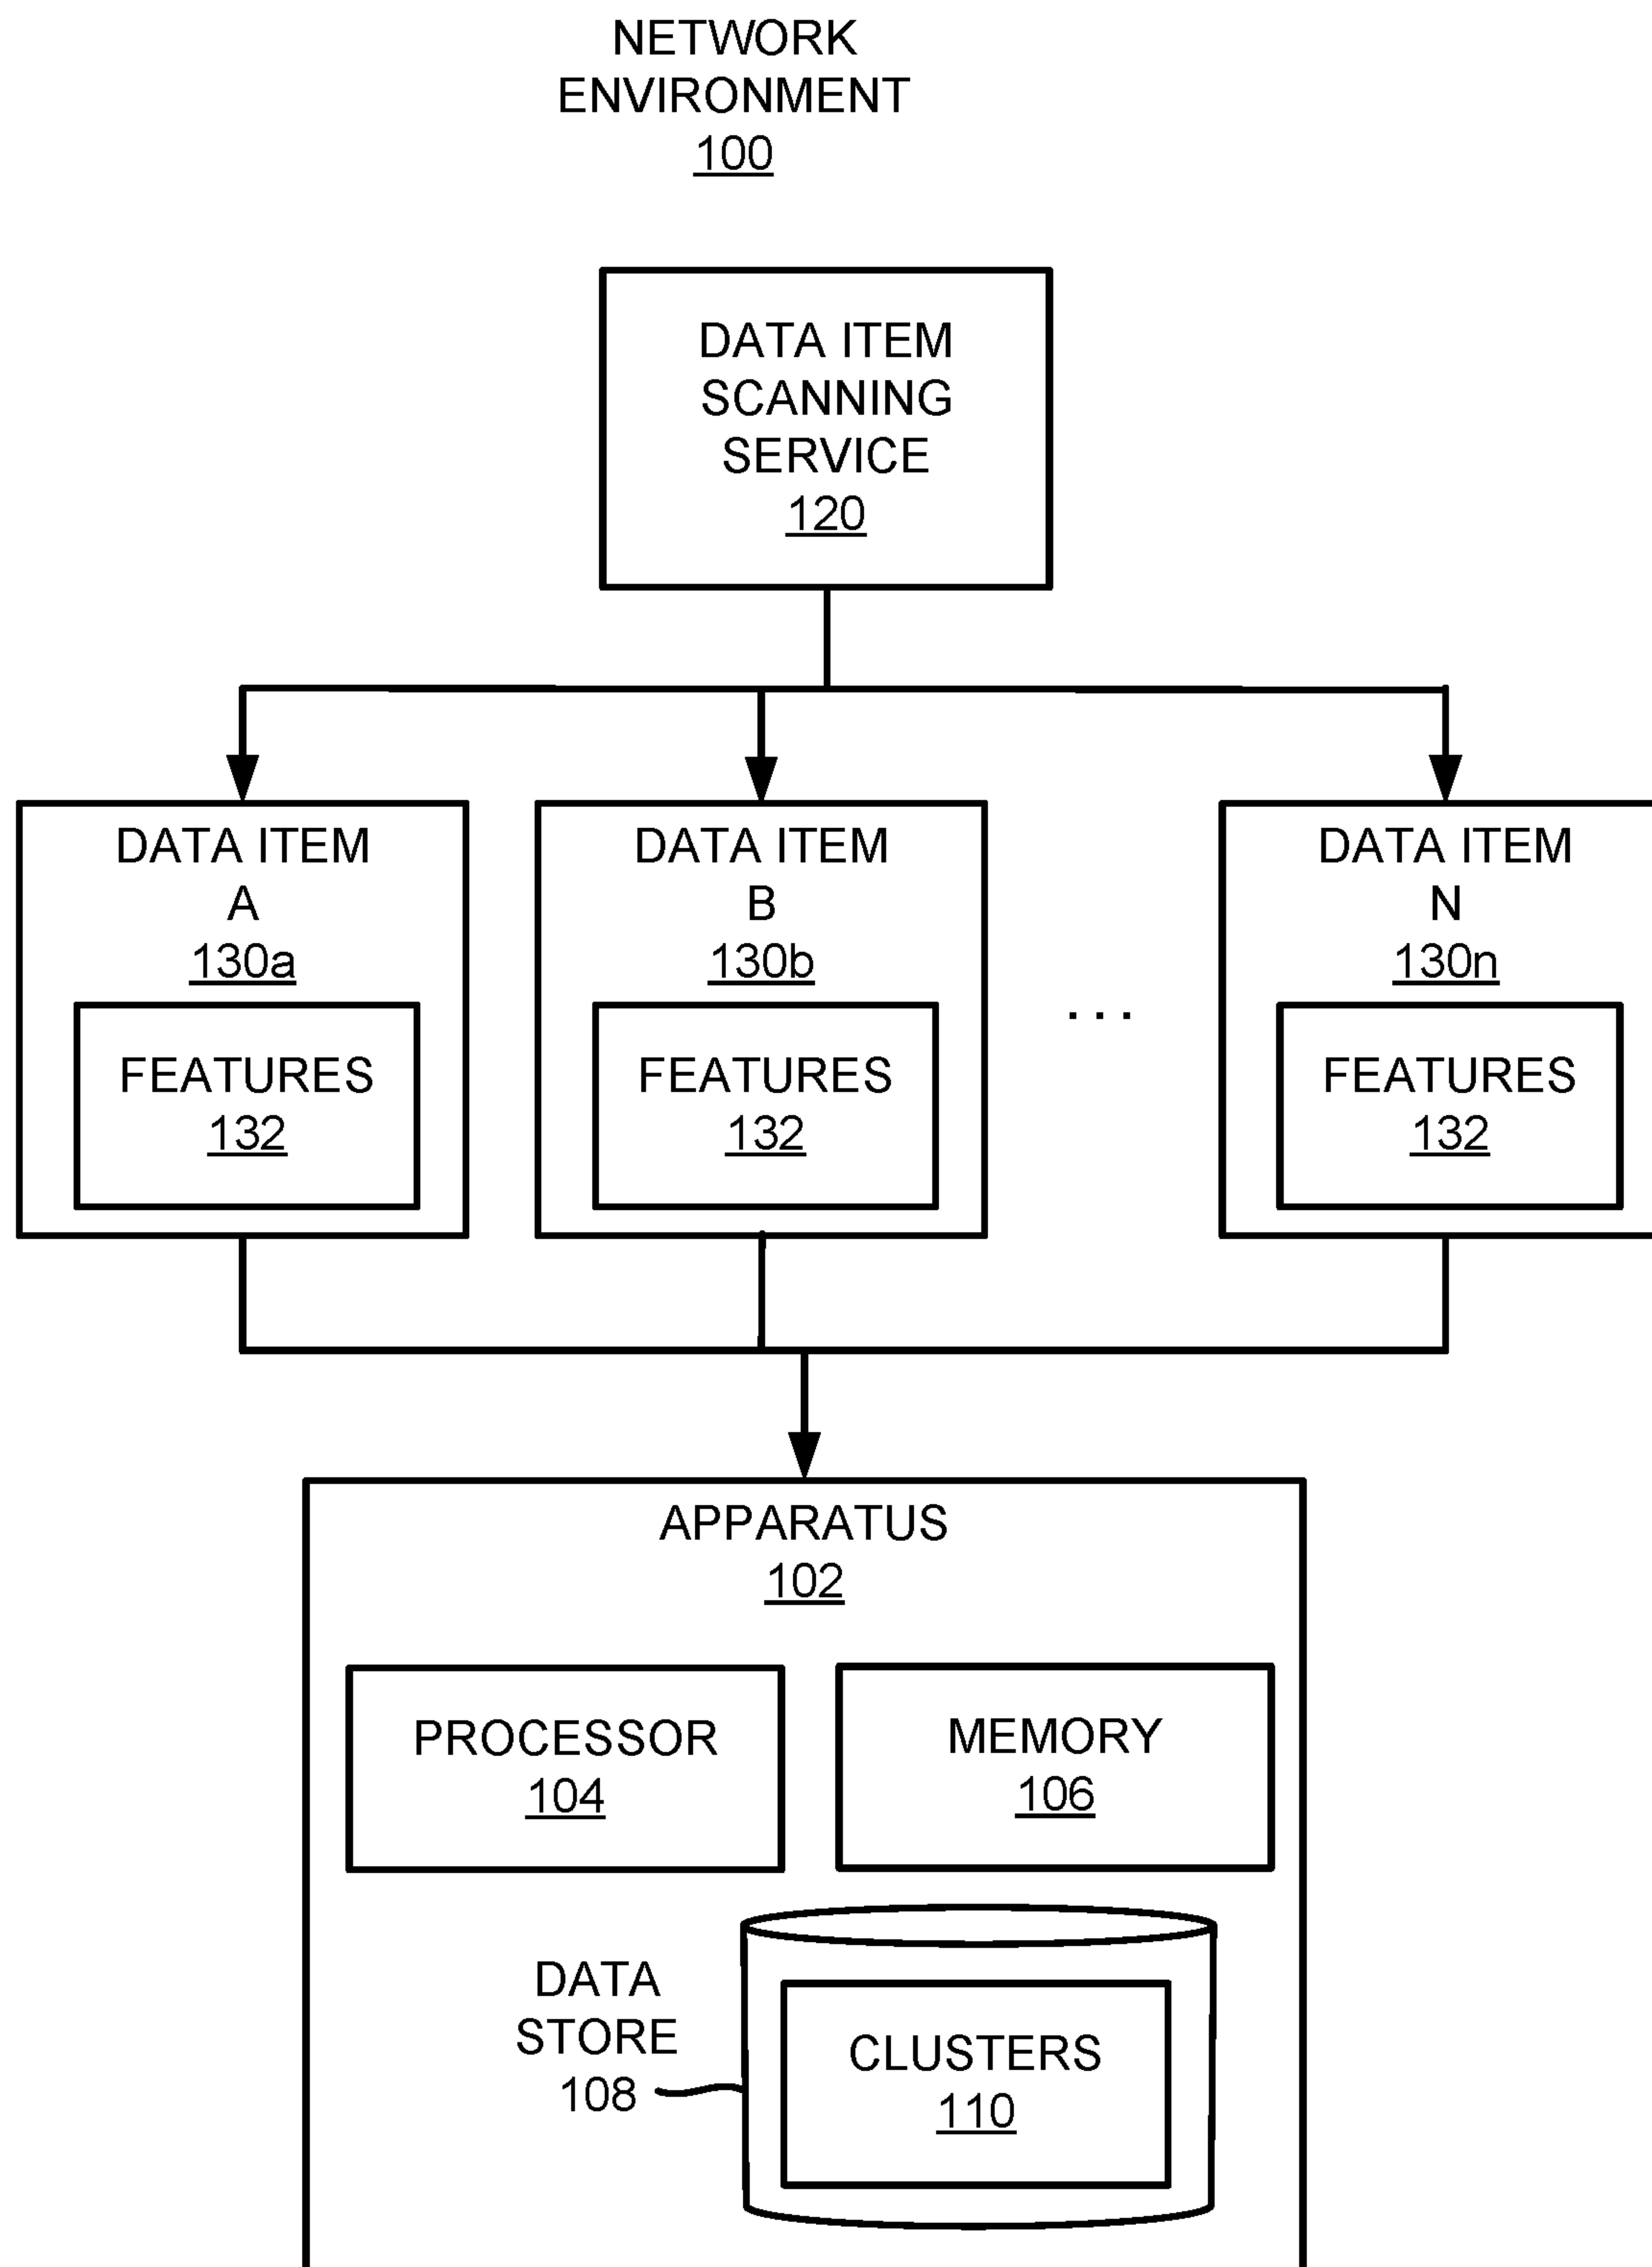 NETWORK
ENVIRONMENT
100
DATA ITEM
SCANNING
SERVICE
120
DATA ITEM
A
130a
FEATURES
132
DATA ITEM
B
130b
FEATURES
132
...
DATA ITEM
N
130n
FEATURES
132
APPARATUS
102
PROCESSOR
104
MEMORY
106
DATA
STORE
108
CLUSTERS
110